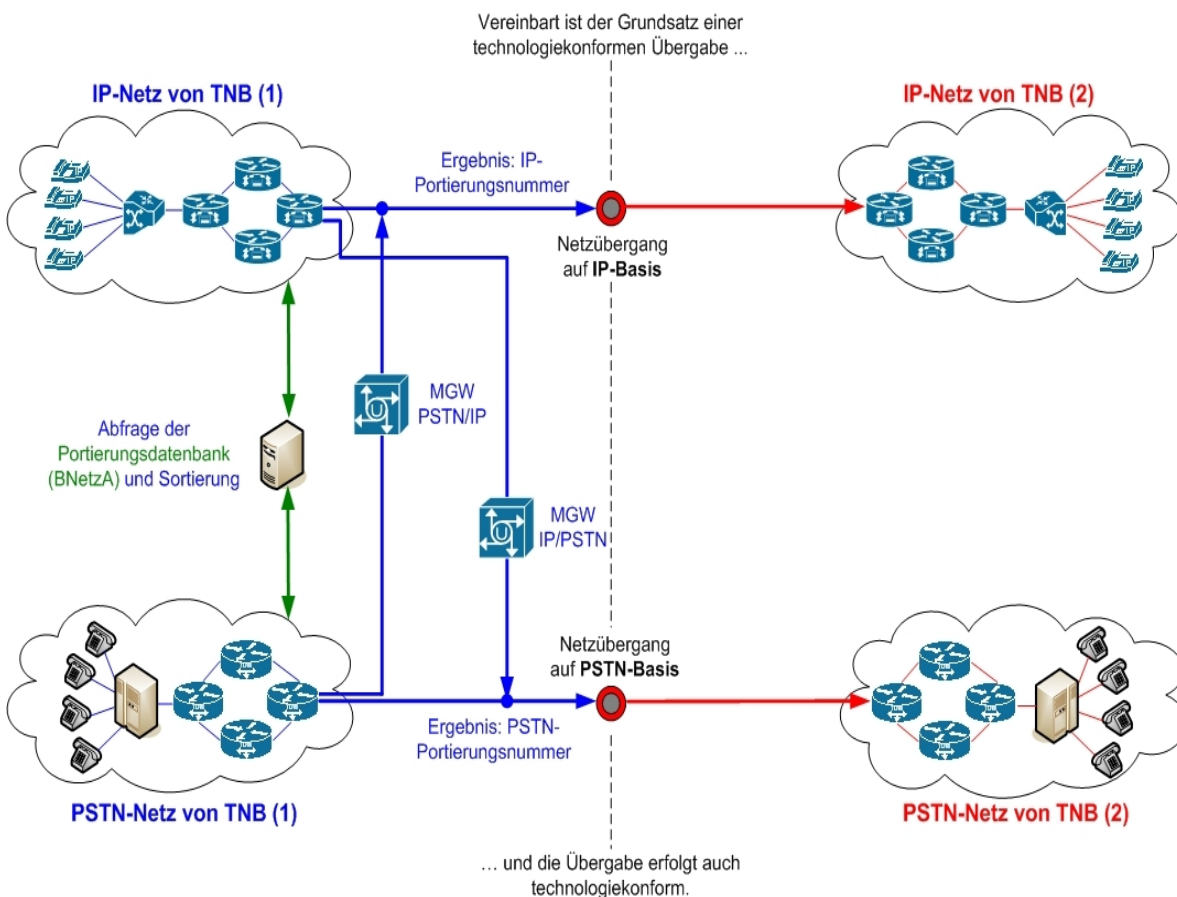 Vereinbart ist der Grundsatz einer
technologiekonformen Übergabe ...
IP-Netz von TNB (1)
IP-Netz von TNB (2)
Ergebnis: IP-
Portierungsnummer
Netzübergang
auf IP-Basis
MGW
PSTN/IP
Abfrage der
Portierungsdatenbank
(BNetzA) und Sortierung
MGW
IP/PSTN
Netzübergang
auf PSTN-Basis
Ergebnis: PSTN-
Portierungsnummer
PSTN-Netz von TNB (1)
PSTN-Netz von TNB (2)
... und die Übergabe erfolgt auch
technologiekonform.